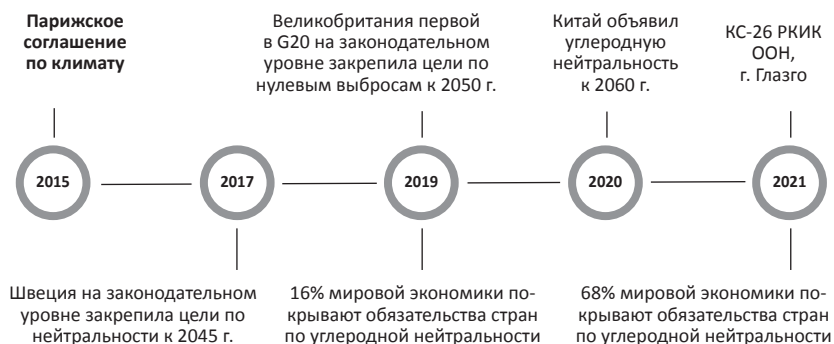 Парижское
соглашение
по климату
Великобритания первой
в G20 на законодательном
уровне закрепила цели по
нулевым выбросам к 2050 г.
Китай объявил
углеродную
нейтральность
к 2060 г.
КС-26 РКИК
ООН,
г. Глазго
2015
2017
2019
2020
2021
Швеция на законодательном
уровне закрепила цели по
нейтральности к 2045 г.
16% мировой экономики по-
крывают обязательства стран
по углеродной нейтральности
68% мировой экономики по-
крывают обязательства стран
по углеродной нейтральности